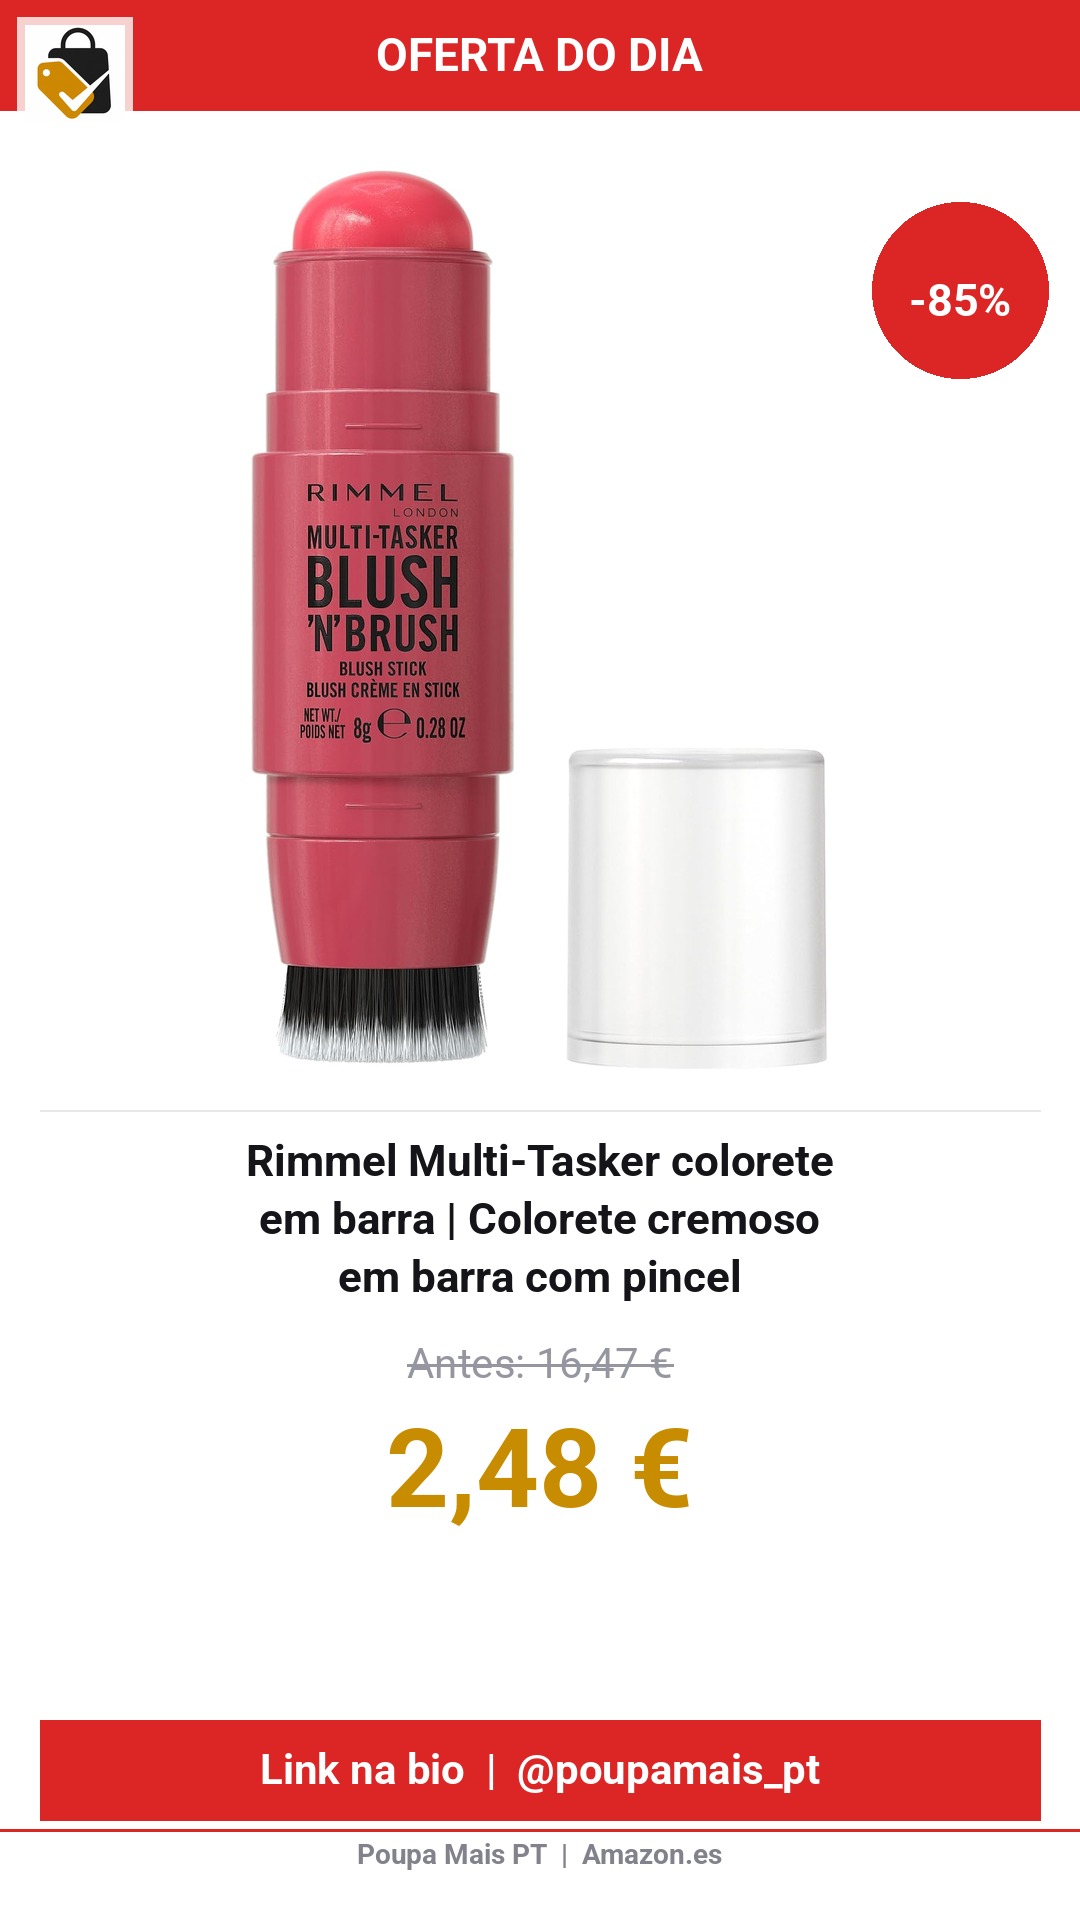 OFERTA DO DIA
-85%
RIMMEL
LONDON
MULTI-TASKER
BLUSH
'N' BRUSH
BLUSH STICK
BLUSH CRÈME EN STICK
NET WT./
POIDS NET 8g e 0.28 OZ
Rimmel Multi-Tasker colorete
em barra | Colorete cremoso
em barra com pincel
Antes: 16,47 €
2,48 €
Link na bio | @poupamais_pt
Poupa Mais PT | Amazon.es